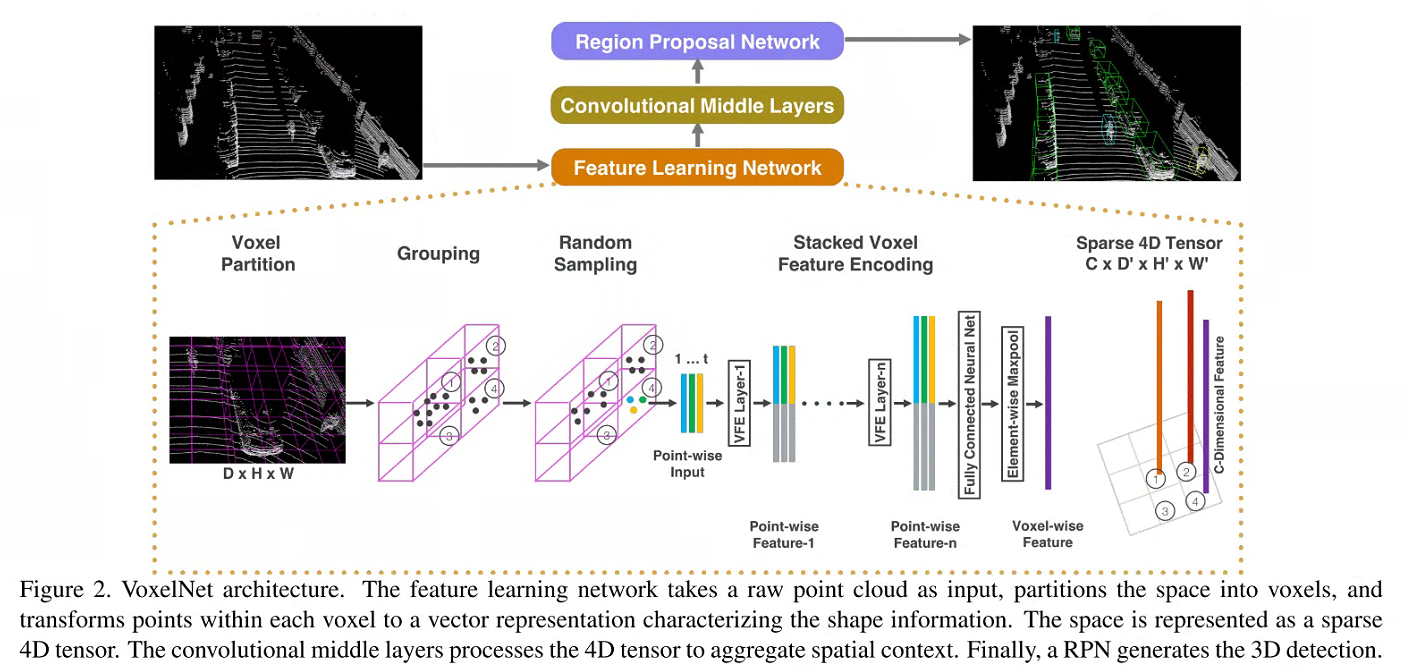 Region Proposal Network
Convolutional Middle Layers
Feature Learning Network
Voxel
Partition
Grouping
Random
Sampling
Stacked Voxel
Feature Encoding
Sparse 4D Tensor
C x D' x H' x W'
D x H x W
1
2
3
4
1
2
3
4
1 ... t
Point-wise
Input
VFE Layer-1
Point-wise
Feature-1
VFE Layer-n
Point-wise
Feature-n
Fully Connected Neural Net
Element-wise Maxpool
Voxel-wise
Feature
C-Dimensional Feature
1
2
3
4
Figure 2. VoxelNet architecture. The feature learning network takes a raw point cloud as input, partitions the space into voxels, and
transforms points within each voxel to a vector representation characterizing the shape information. The space is represented as a sparse
4D tensor. The convolutional middle layers processes the 4D tensor to aggregate spatial context. Finally, a RPN generates the 3D detection.